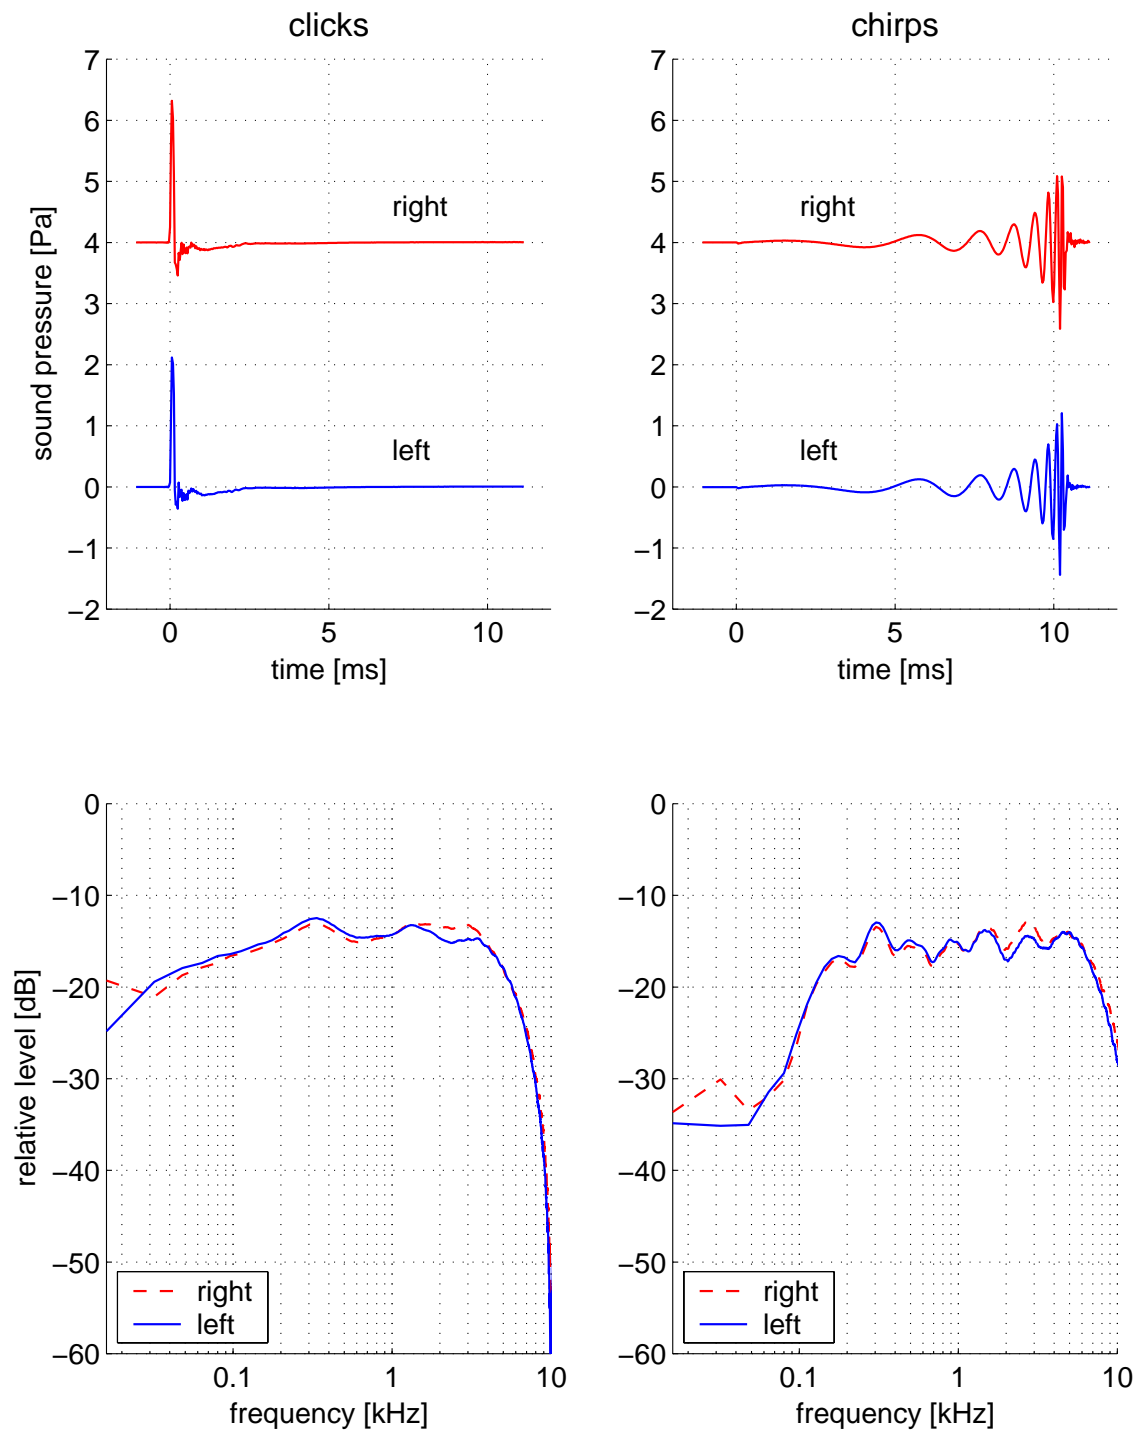 clicks
chirps
7
6
5
4
3
2
1
0
−1
−2
sound pressure [Pa]
right
left
0
5
10
time [ms]
7
6
5
4
3
2
1
0
−1
−2
right
left
0
5
10
time [ms]
0
−10
−20
−30
−40
−50
−60
relative level [dB]
right
left
0.1
1
10
frequency [kHz]
0
−10
−20
−30
−40
−50
−60
right
left
0.1
1
10
frequency [kHz]